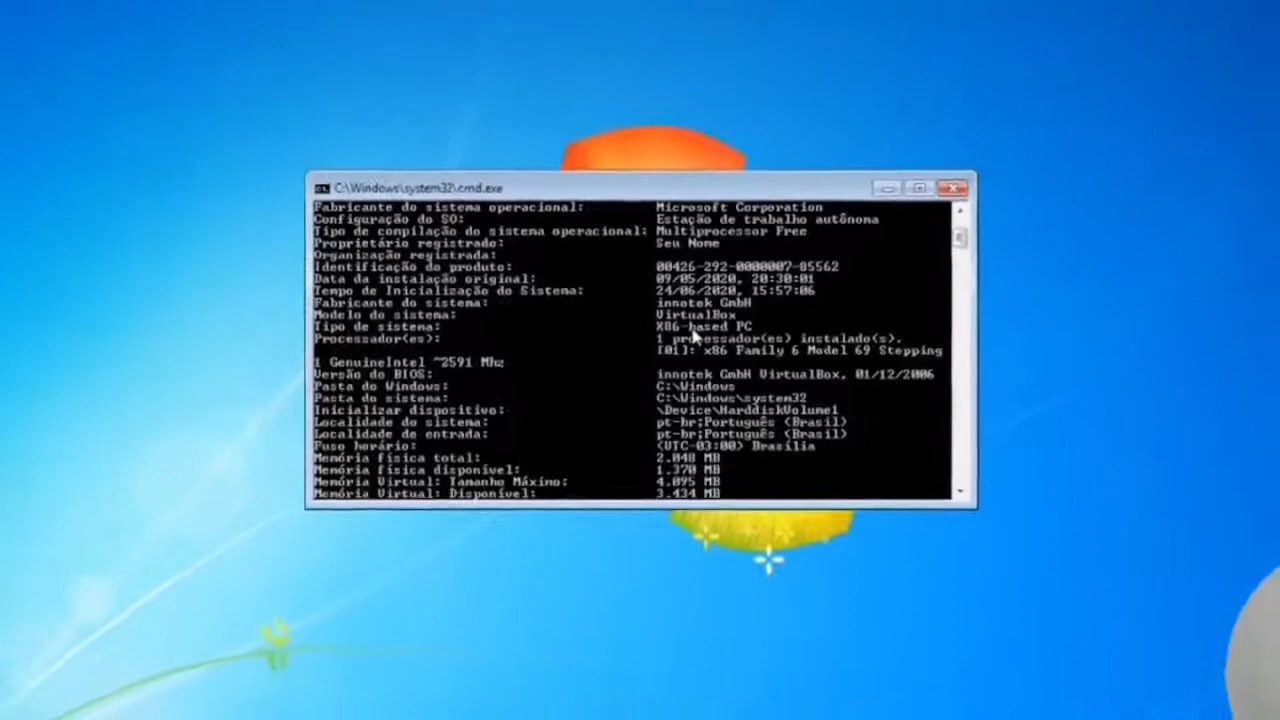 C:\Windows\system32\cmd.exe
Fabricante do sistema operacional: Microsoft Corporation
Configuração do SO: Estação de trabalho autônoma
Tipo de compilação do sistema operacional: Multiprocessor Free
Proprietário registrado: Seu Nome
Organização registrada:
Identificação do produto: 00426-292-0000007-85562
Data da instalação original: 09/05/2020, 20:30:01
Tempo de Inicialização do Sistema: 24/06/2020, 15:57:06
Fabricante do sistema: innotek GmbH
Modelo do sistema: VirtualBox
Tipo de sistema: X86-based PC
Processador(es): 1 processador(es) instalado(s).
[01]: x86 Family 6 Model 69 Stepping
1 GenuineIntel ~2591 Mhz
Versão do BIOS: innotek GmbH VirtualBox, 01/12/2006
Pasta do Windows: C:\Windows
Pasta do sistema: C:\Windows\system32
Inicializar dispositivo: \Device\HarddiskVolume1
Localidade do sistema: pt-br;Português (Brasil)
Localidade de entrada: pt-br;Português (Brasil)
Fuso horário: (UTC-03:00) Brasília
Memória física total: 2.048 MB
Memória física disponível: 1.370 MB
Memória Virtual: Tamanho Máximo: 4.095 MB
Memória Virtual: Disponível: 3.434 MB